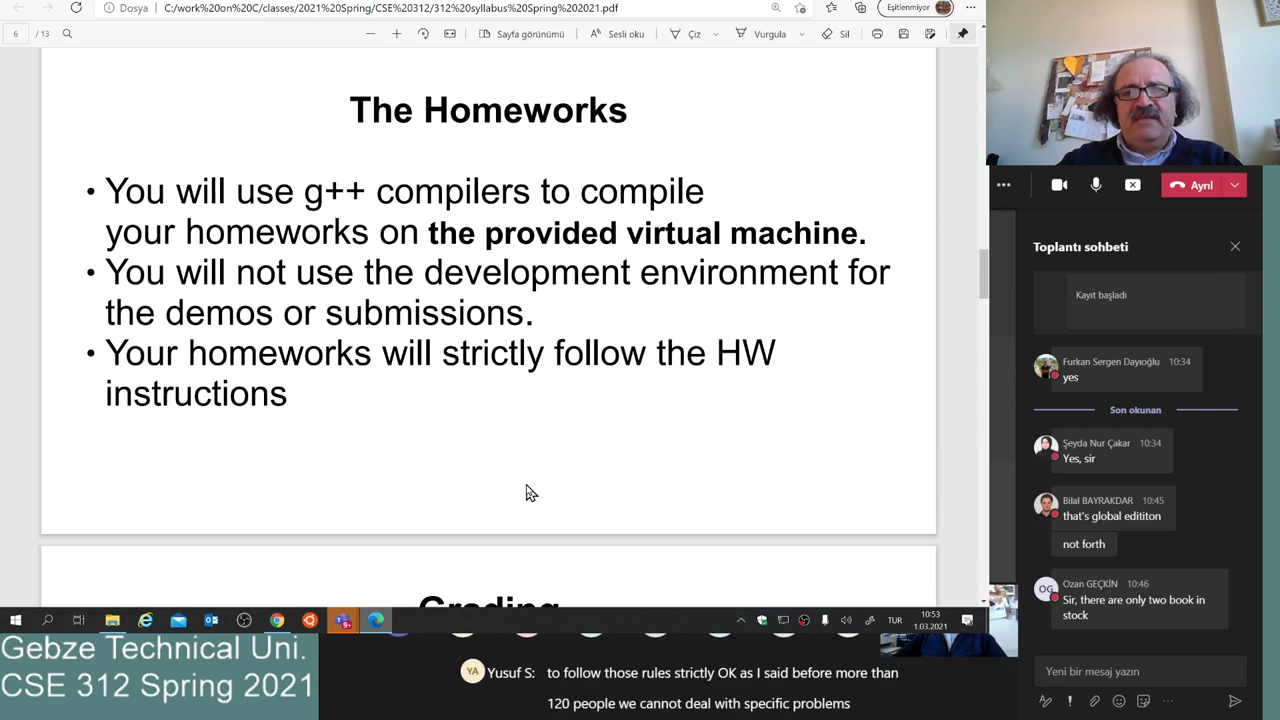 C:/work%20on%20C/classes/2021%20Spring/CSE%20312/312%20syllabus%20Spring%202021.pdf
Dosya
Eşitlenmiyor
6 / 13
Sayfa görünümü
Sesli oku
Çiz
Vurgula
Sil
The Homeworks
• You will use g++ compilers to compile
your homeworks on the provided virtual machine.
• You will not use the development environment for
the demos or submissions.
• Your homeworks will strictly follow the HW
instructions
Grading
Ayrıl
Toplantı sohbeti
Kayıt başladı
Furkan Sergen Dayıoğlu 10:34
yes
Son okunan
Şeyda Nur Çakar 10:34
Yes, sir
Bilal BAYRAKDAR 10:45
that's global edititon
not forth
OG
Ozan GEÇKİN 10:46
Sir, there are only two book in
stock
Yeni bir mesaj yazın
TUR
10:53
1.03.2021
Gebze Technical Uni.
CSE 312 Spring 2021
YA
Yusuf S: to follow those rules strictly OK as I said before more than
120 people we cannot deal with specific problems